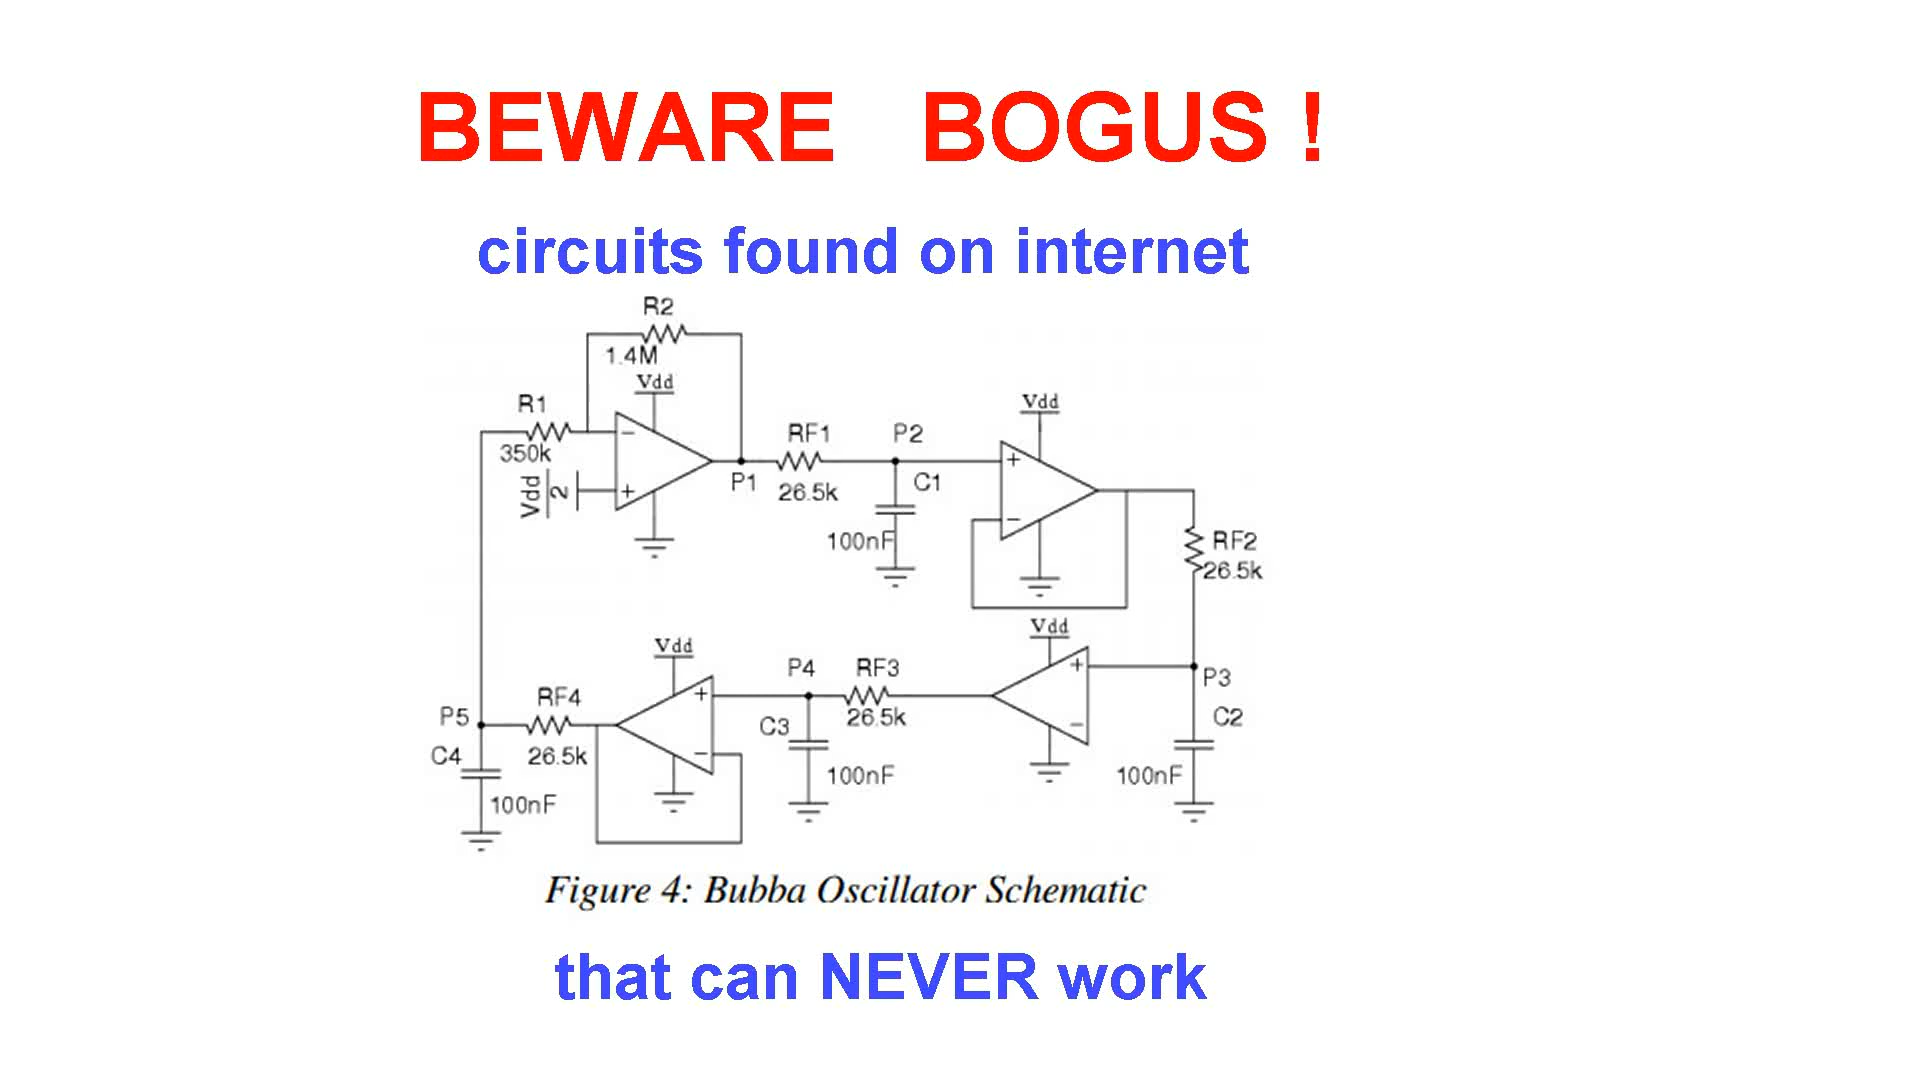 BEWARE BOGUS !
circuits found on internet
R2
1.4M
Vdd
R1
350k
Vdd
2
−
+
P1
RF1
26.5k
P2
C1
100nF
Vdd
+
−
RF2
26.5k
Vdd
+
−
P3
C2
100nF
P4
RF3
26.5k
C3
100nF
Vdd
+
−
RF4
26.5k
P5
C4
100nF
Figure 4: Bubba Oscillator Schematic
that can NEVER work